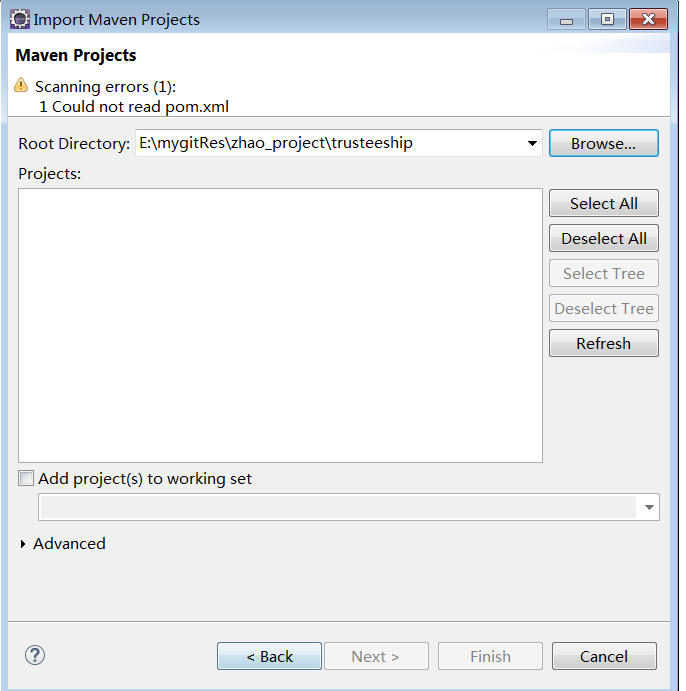 Import Maven Projects
Maven Projects
Scanning errors (1):
1 Could not read pom.xml
Root Directory: E:\mygitRes\zhao_project\trusteeship Browse...
Projects:
Select All
Deselect All
Select Tree
Deselect Tree
Refresh
Add project(s) to working set
Advanced
? < Back Next > Finish Cancel